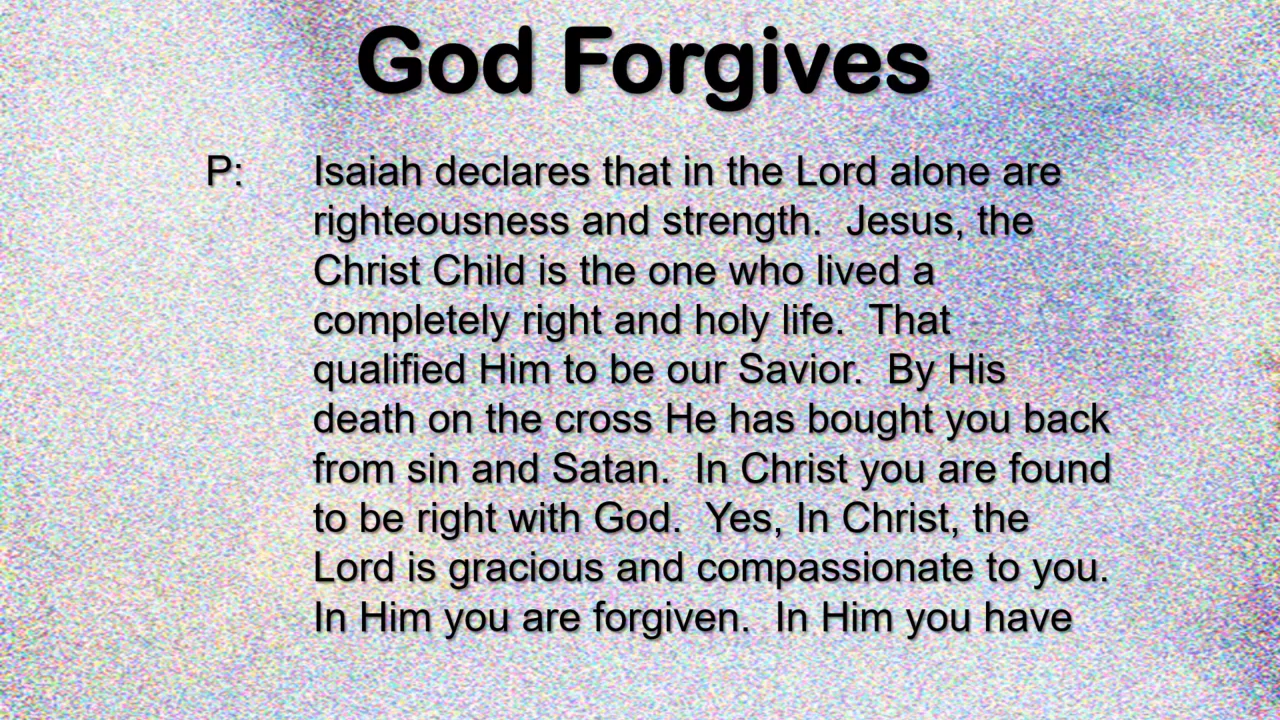 God Forgives
P: Isaiah declares that in the Lord alone are
righteousness and strength.  Jesus, the
Christ Child is the one who lived a
completely right and holy life.  That
qualified Him to be our Savior.  By His
death on the cross He has bought you back
from sin and Satan.  In Christ you are found
to be right with God.  Yes, In Christ, the
Lord is gracious and compassionate to you.
In Him you are forgiven.  In Him you have